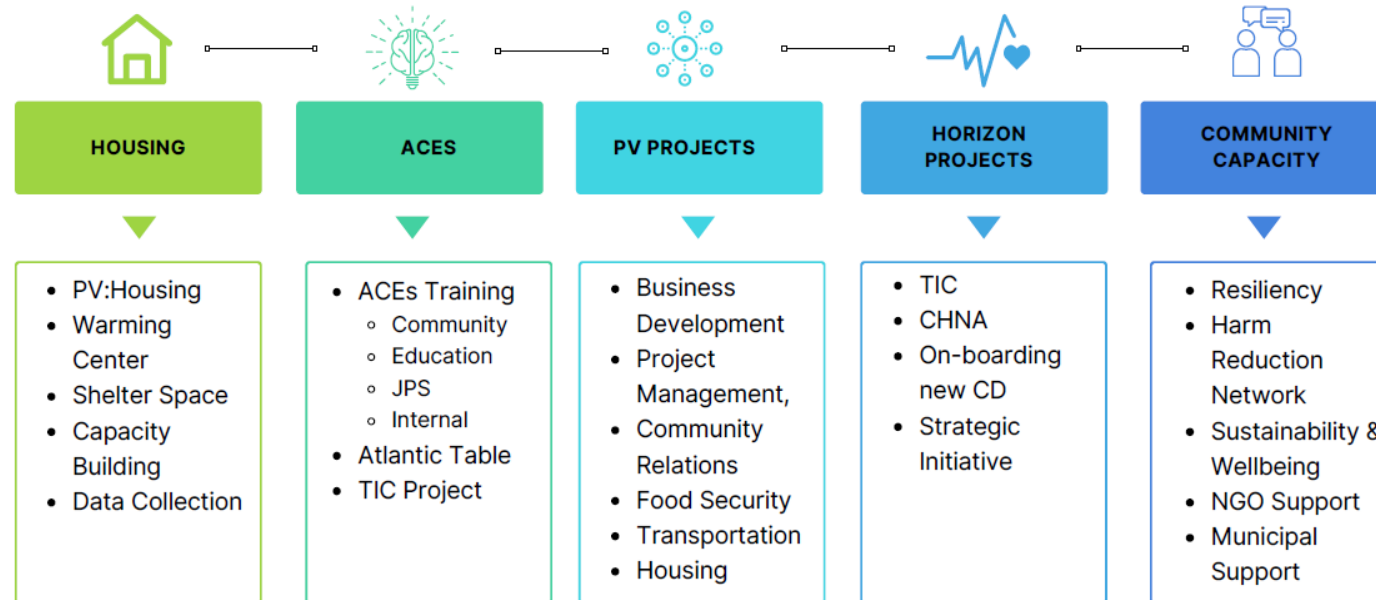 HOUSING
• PV:Housing
• Warming
Center
• Shelter Space
• Capacity
Building
• Data Collection
ACES
• ACEs Training
◦ Community
◦ Education
◦ JPS
◦ Internal
• Atlantic Table
• TIC Project
PV PROJECTS
• Business
Development
• Project
Management,
• Community
Relations
• Food Security
• Transportation
• Housing
HORIZON
PROJECTS
• TIC
• CHNA
• On-boarding
new CD
• Strategic
Initiative
COMMUNITY
CAPACITY
• Resiliency
• Harm
Reduction
Network
• Sustainability &
Wellbeing
• NGO Support
• Municipal
Support